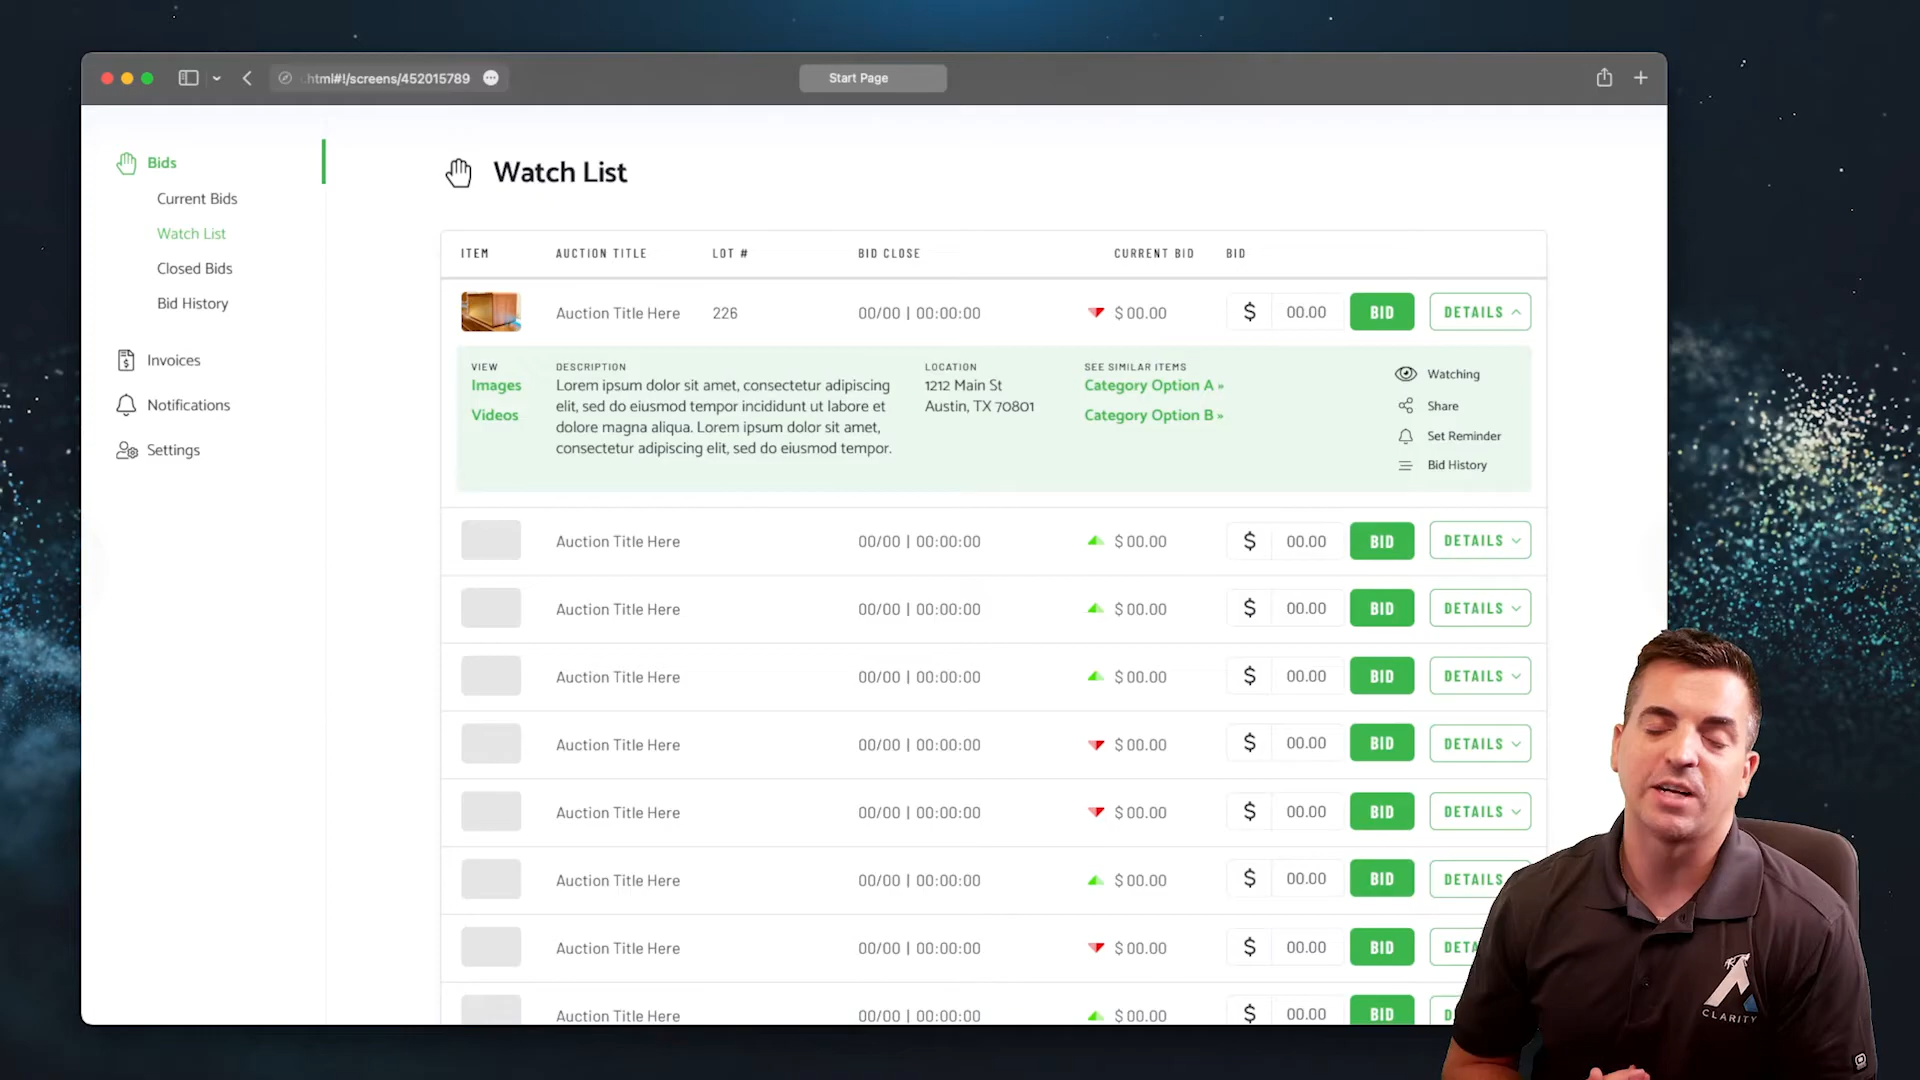 .html#!/screens/452015789
Start Page
Bids
Current Bids
Watch List
Closed Bids
Bid History
Invoices
Notifications
Settings
Watch List
ITEM AUCTION TITLE LOT # BID CLOSE CURRENT BID BID
Auction Title Here 226 00/00 | 00:00:00 $ 00.00 $ 00.00 BID DETAILS
VIEW
Images
Videos
DESCRIPTION
Lorem ipsum dolor sit amet, consectetur adipiscing
elit, sed do eiusmod tempor incididunt ut labore et
dolore magna aliqua. Lorem ipsum dolor sit amet,
consectetur adipiscing elit, sed do eiusmod tempor.
LOCATION
1212 Main St
Austin, TX 70801
SEE SIMILAR ITEMS
Category Option A »
Category Option B »
Watching
Share
Set Reminder
Bid History
Auction Title Here 00/00 | 00:00:00 $ 00.00 $ 00.00 BID DETAILS
Auction Title Here 00/00 | 00:00:00 $ 00.00 $ 00.00 BID DETAILS
Auction Title Here 00/00 | 00:00:00 $ 00.00 $ 00.00 BID DETAILS
Auction Title Here 00/00 | 00:00:00 $ 00.00 $ 00.00 BID DETAILS
Auction Title Here 00/00 | 00:00:00 $ 00.00 $ 00.00 BID DETAILS
Auction Title Here 00/00 | 00:00:00 $ 00.00 $ 00.00 BID DETAILS
Auction Title Here 00/00 | 00:00:00 $ 00.00 $ 00.00 BID DETA
Auction Title Here 00/00 | 00:00:00 $ 00.00 $ 00.00 BID D
CLARITY